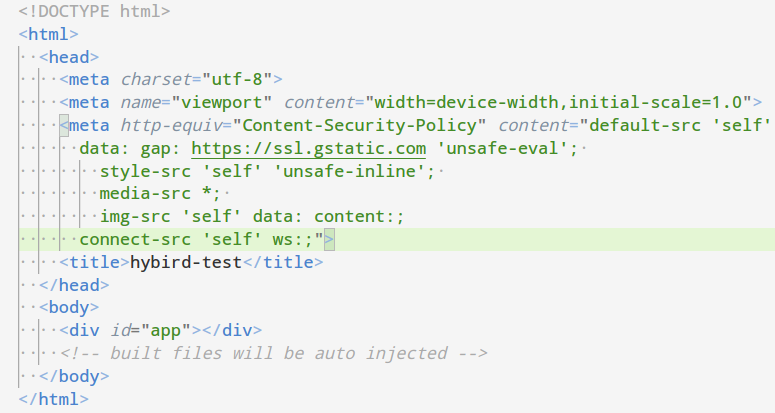 <!DOCTYPE html>
<html>
<head>
<meta charset="utf-8">
<meta name="viewport" content="width=device-width,initial-scale=1.0">
<meta http-equiv="Content-Security-Policy" content="default-src 'self'
data: gap: https://ssl.gstatic.com 'unsafe-eval';
style-src 'self' 'unsafe-inline';
media-src *;
img-src 'self' data: content:;
connect-src 'self' ws:;">
<title>hybird-test</title>
</head>
<body>
<div id="app"></div>
<!-- built files will be auto injected -->
</body>
</html>